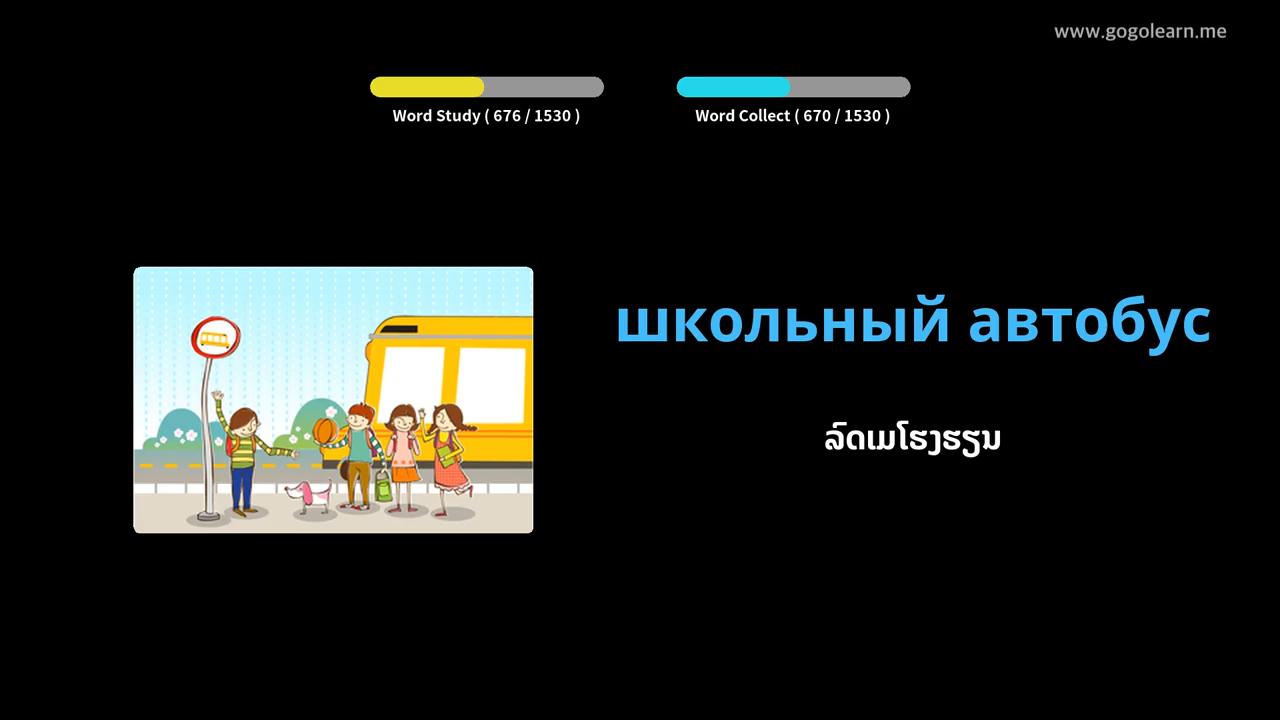 www.gogolearn.me
Word Study ( 676 / 1530 )
Word Collect ( 670 / 1530 )
школьный автобус
ລົດເມໂຮງຮຽນ